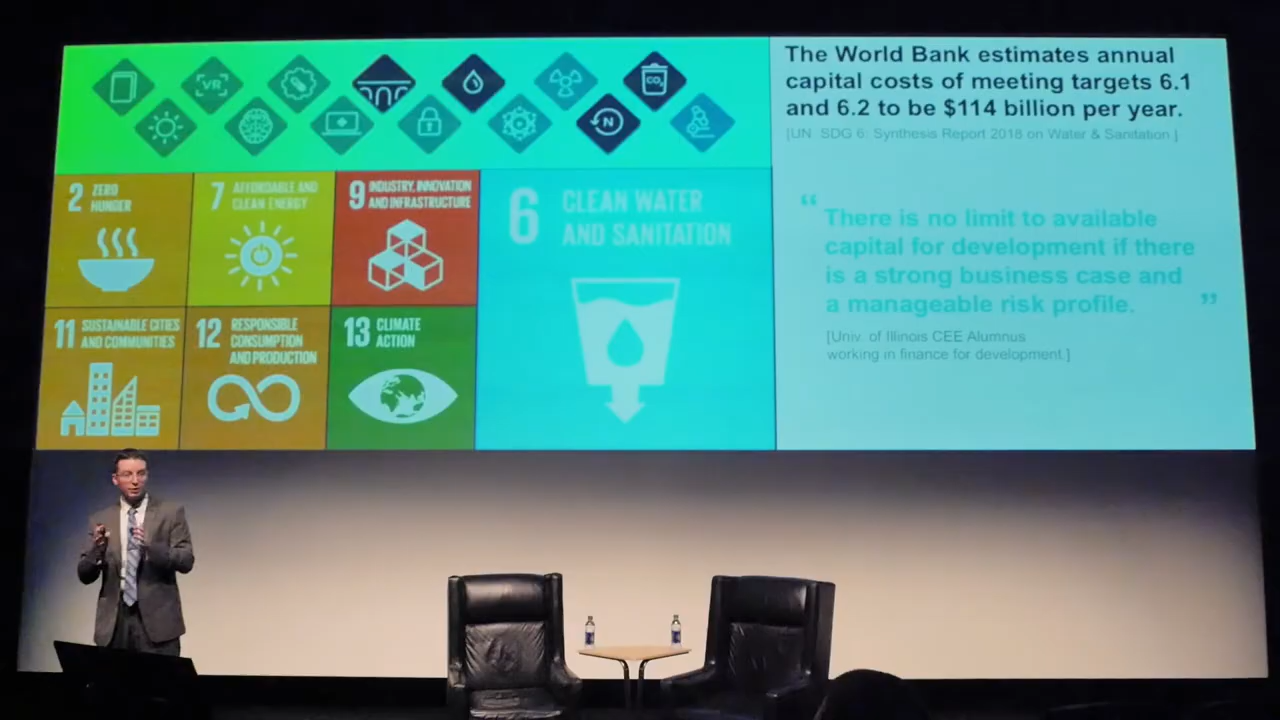 VR
CO₂
N
The World Bank estimates annual
capital costs of meeting targets 6.1
and 6.2 to be $114 billion per year.
[UN. SDG 6: Synthesis Report 2018 on Water & Sanitation.]
2 ZERO
HUNGER
7 AFFORDABLE AND
CLEAN ENERGY
9 INDUSTRY, INNOVATION
AND INFRASTRUCTURE
6 CLEAN WATER
AND SANITATION
11 SUSTAINABLE CITIES
AND COMMUNITIES
12 RESPONSIBLE
CONSUMPTION
AND PRODUCTION
13 CLIMATE
ACTION
“ There is no limit to available
capital for development if there
is a strong business case and
a manageable risk profile. ”
[Univ. of Illinois CEE Alumnus
working in finance for development.]